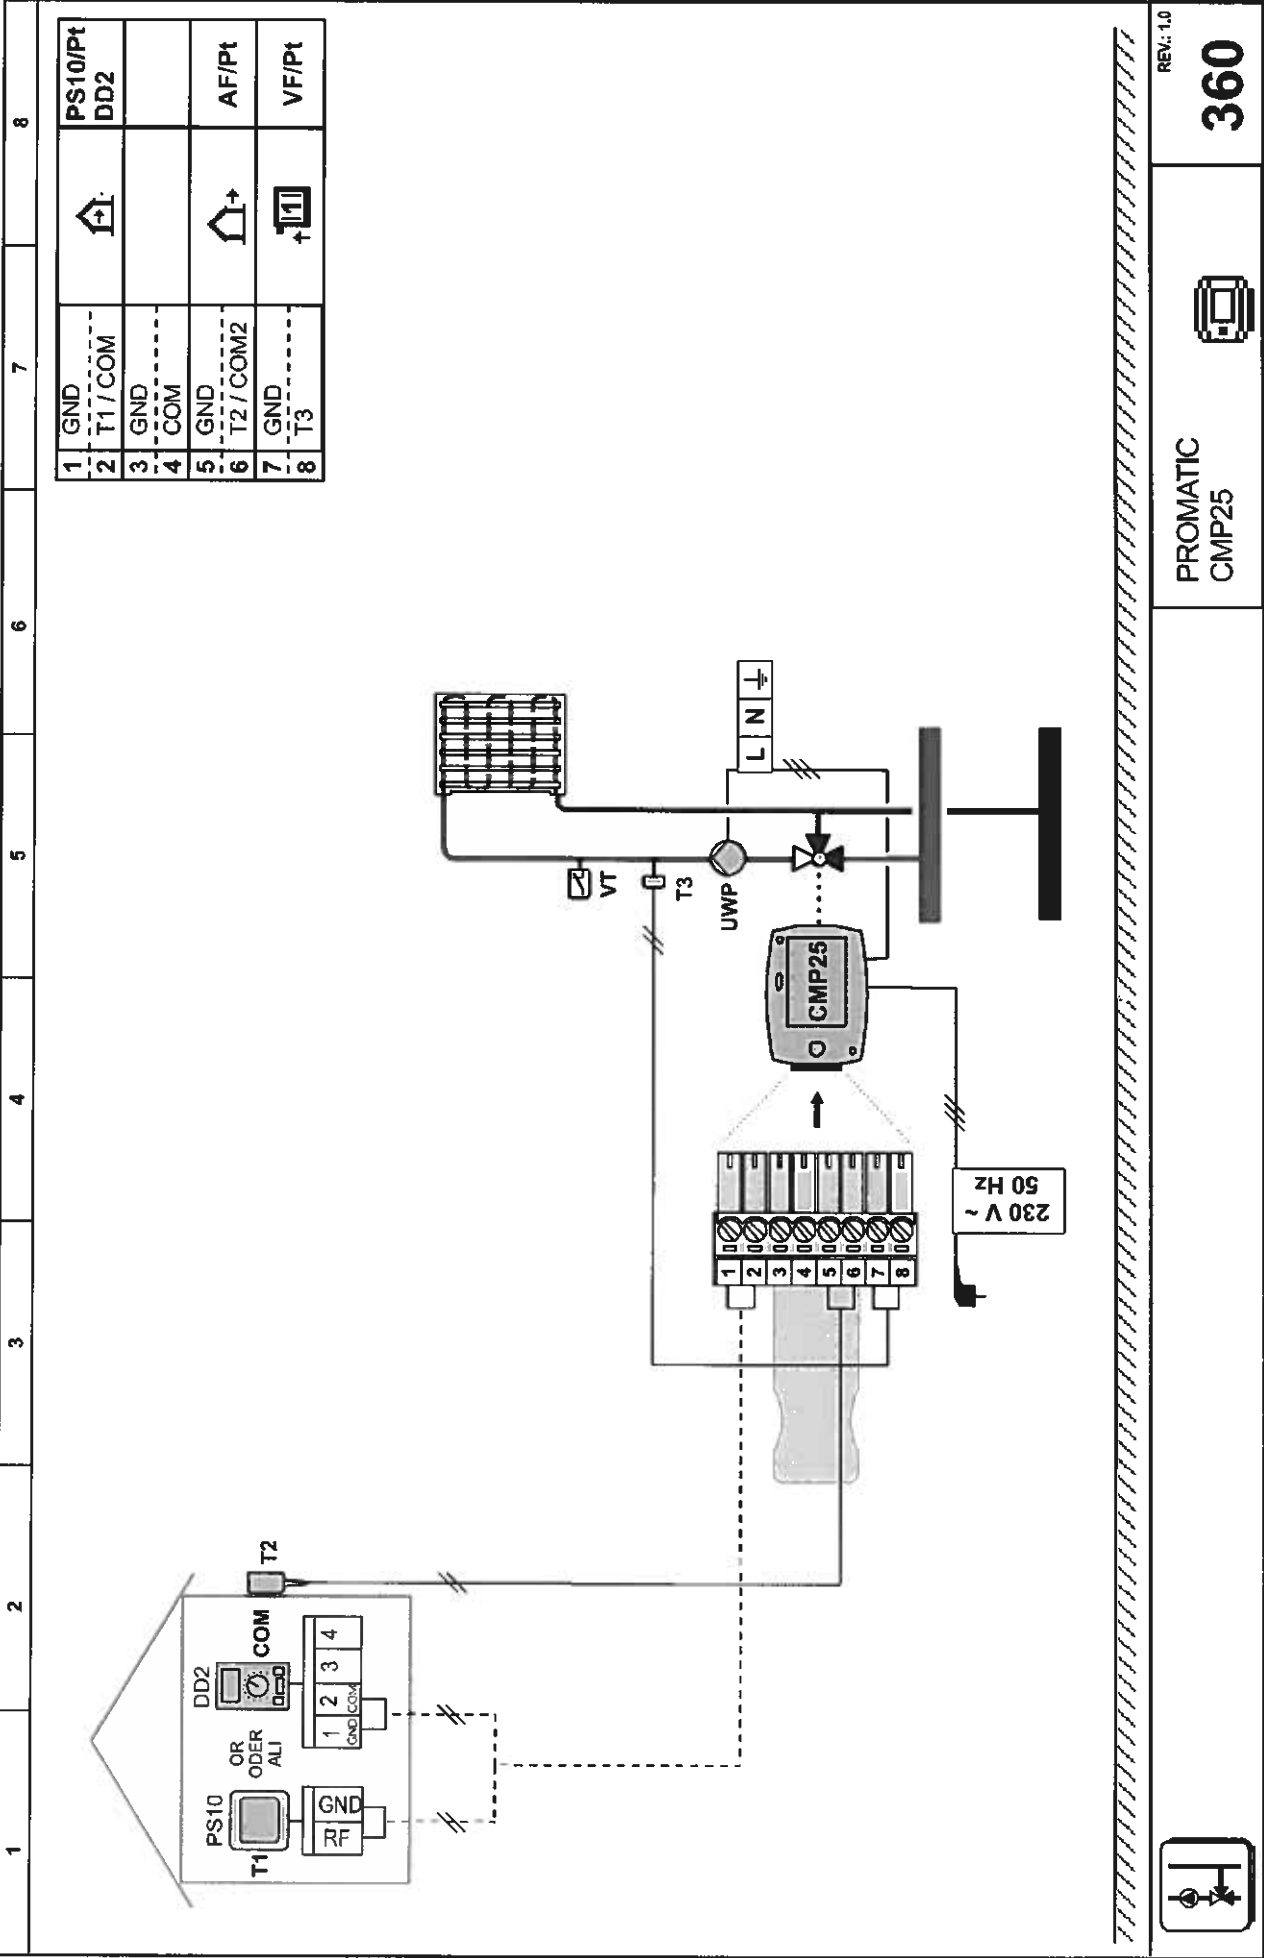 1
2
3
4
5
6
7
8
1 GND
2 T1 / COM
PS10/Pt
DD2
3 GND
4 COM
5 GND
6 T2 / COM2
AF/Pt
7 GND
8 T3
VF/Pt
PS10
T1
RF GND
OR
ODER
ALI
DD2
COM
1 2 3 4
GND COM
T2
VT
T3
UWP
L N
CMP25
1
2
3
4
5
6
7
8
230 V ~
50 Hz
1
PROMATIC
CMP25
REV.: 1.0
360